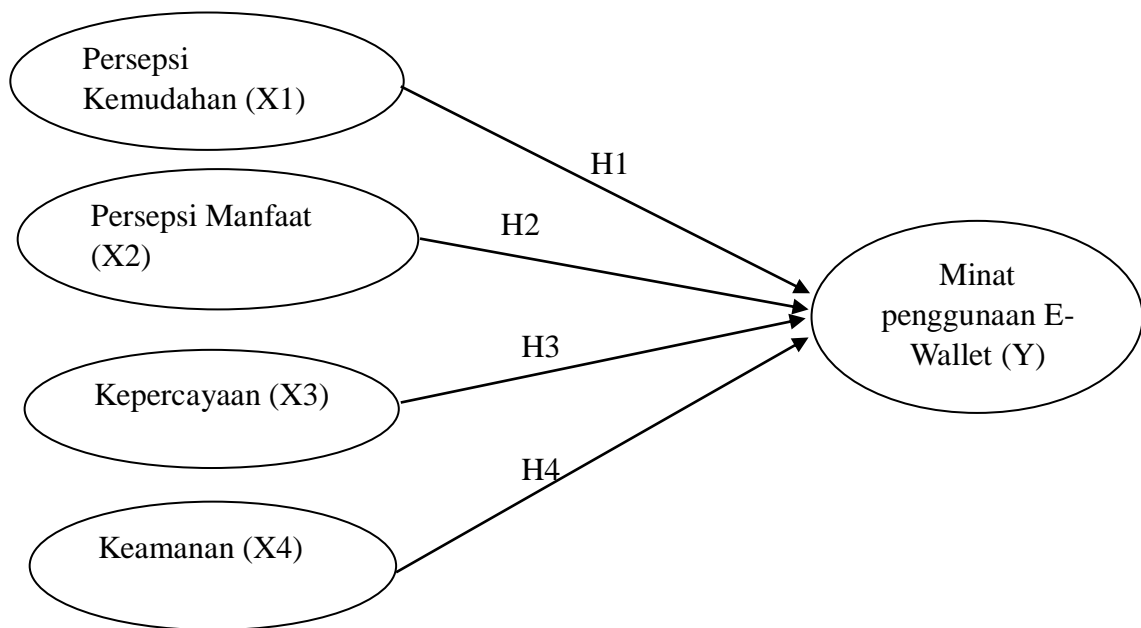 Persepsi
Kemudahan (X1)
H1
Persepsi Manfaat
(X2)
H2
Minat
penggunaan E-
Wallet (Y)
H3
Kepercayaan (X3)
H4
Keamanan (X4)